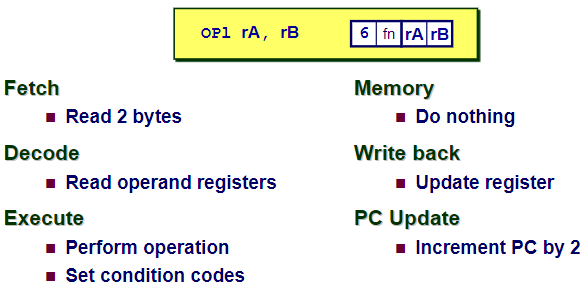 OPl rA, rB 6 fn rA rB
Fetch
Read 2 bytes
Decode
Read operand registers
Execute
Perform operation
Set condition codes
Memory
Do nothing
Write back
Update register
PC Update
Increment PC by 2